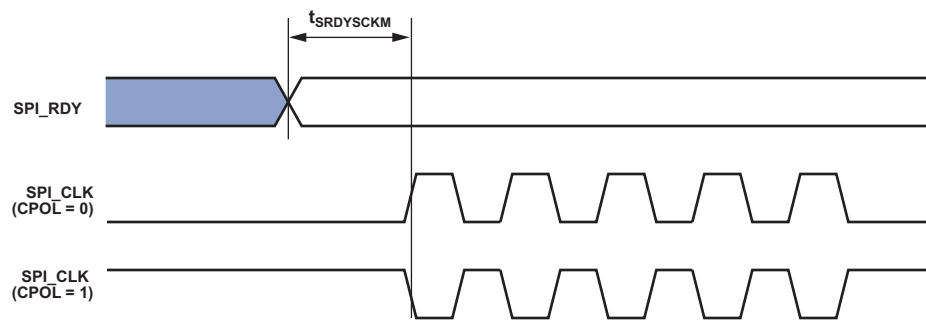 tSRDYSCKM
SPI_RDY
SPI_CLK
(CPOL = 0)
SPI_CLK
(CPOL = 1)